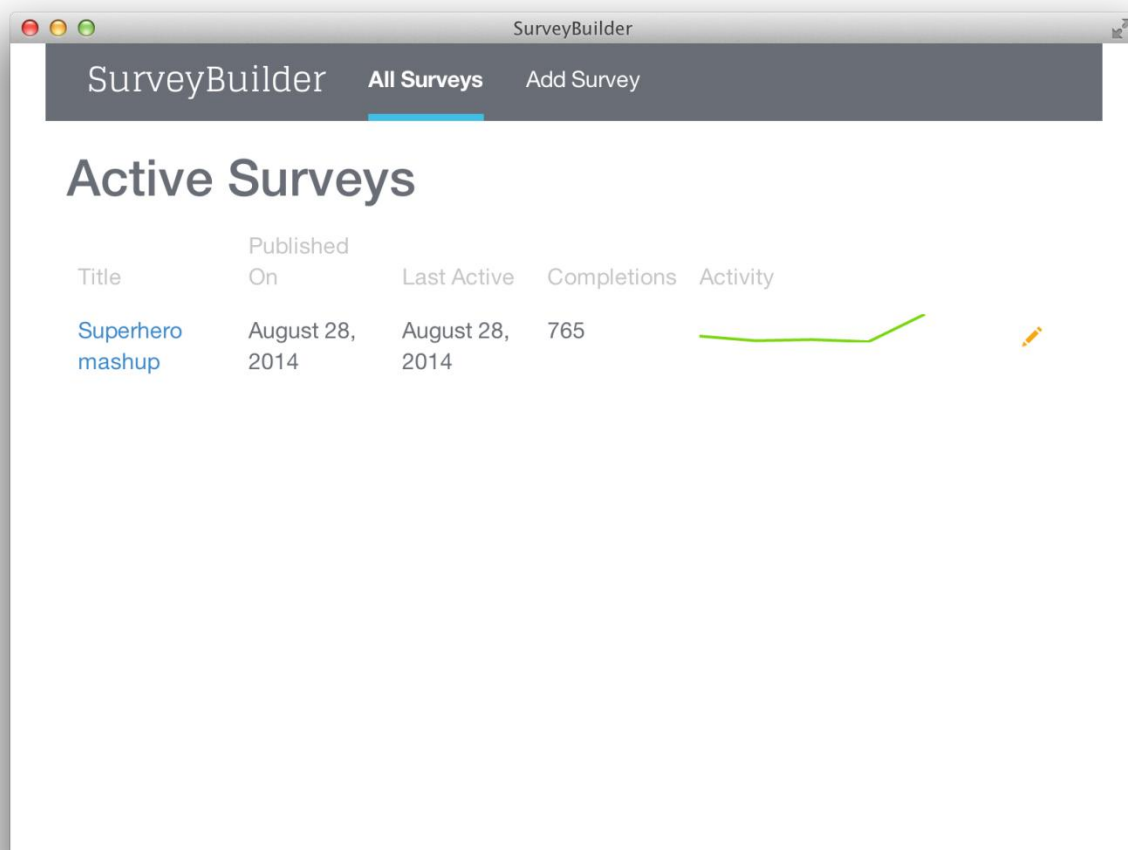 SurveyBuilder
SurveyBuilder All Surveys Add Survey
Active Surveys
Published
Title On Last Active Completions Activity
Superhero August 28, August 28, 765
mashup 2014 2014